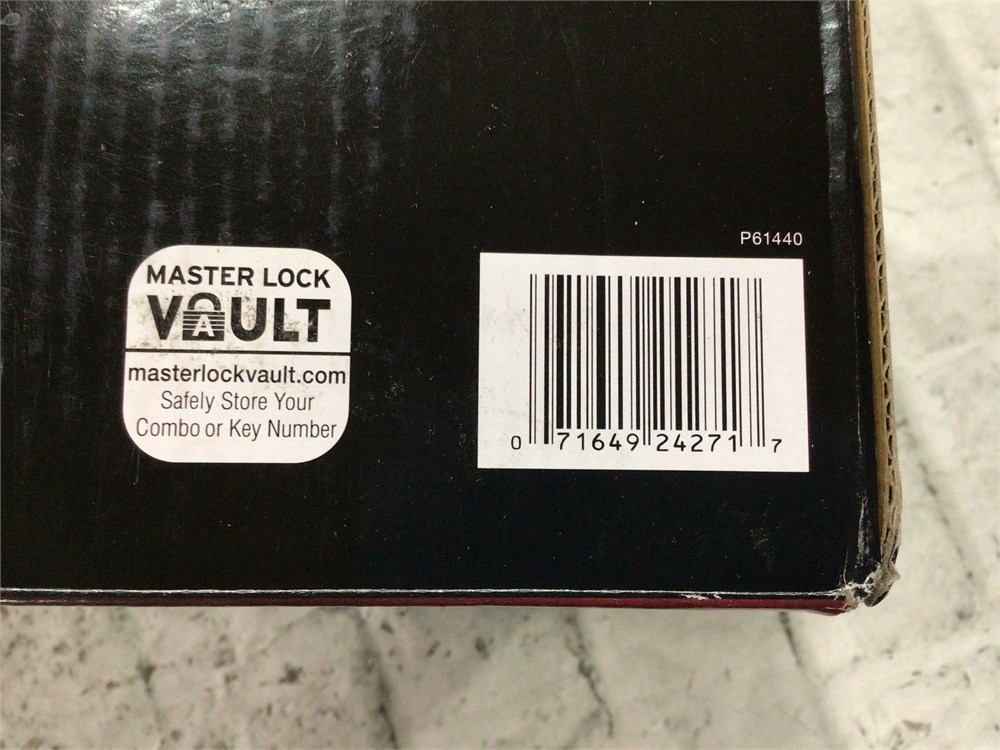 P61440
MASTER LOCK
VAULT
masterlockvault.com
Safely Store Your
Combo or Key Number
0 71649 24271 7